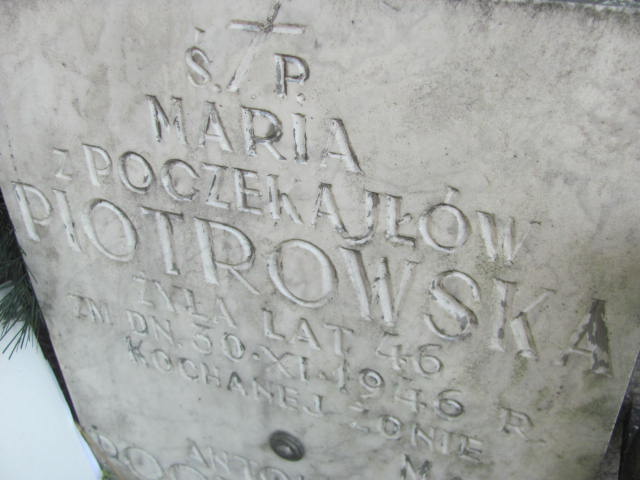 Ś. P.
MARIA
Z POCZEKAJŁÓW
PIOTROWSKA
ŻYŁA LAT 46
ZM. DN. 30.XI.1946 R.
KOCHANEJ ŻONIE